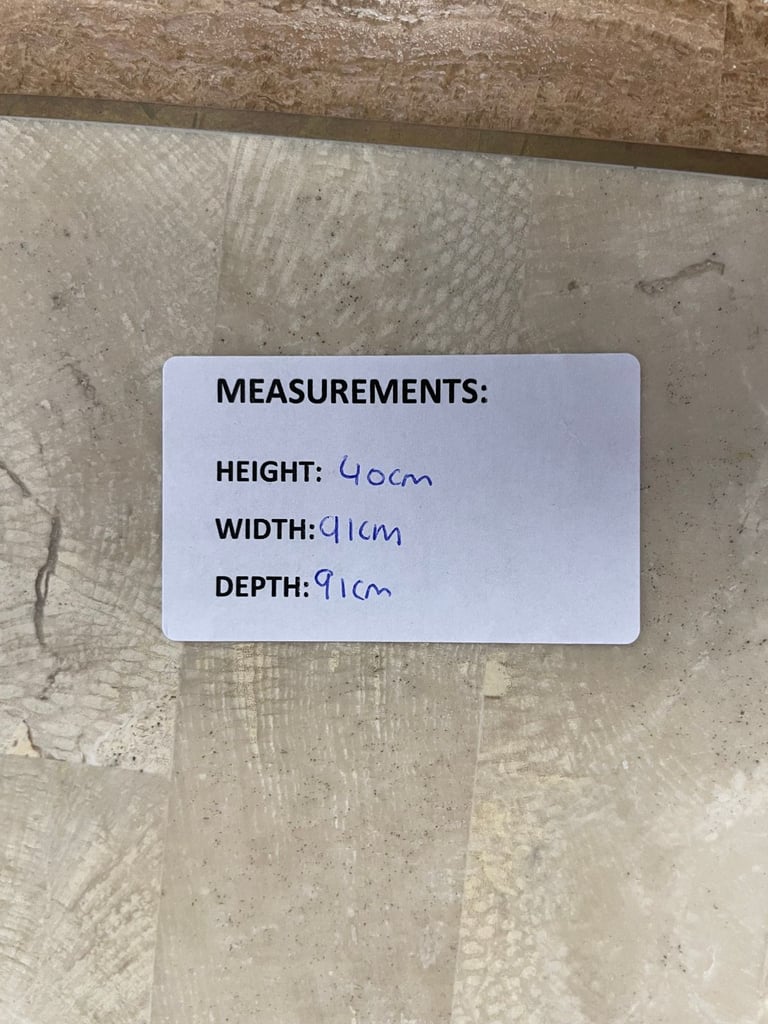 MEASUREMENTS:
HEIGHT: 40cm
WIDTH: 91cm
DEPTH: 91cm